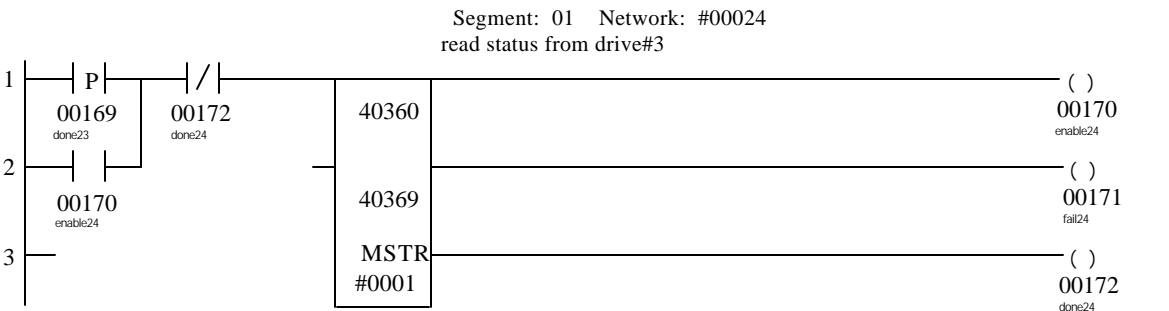 Segment: 01 Network: #00024
read status from drive#3
1 P / ( )
00169 00172 40360 00170
done23 done24 enable24
2 ( )
00170 40369 00171
enable24 fail24
3 MSTR ( )
#0001 00172
done24